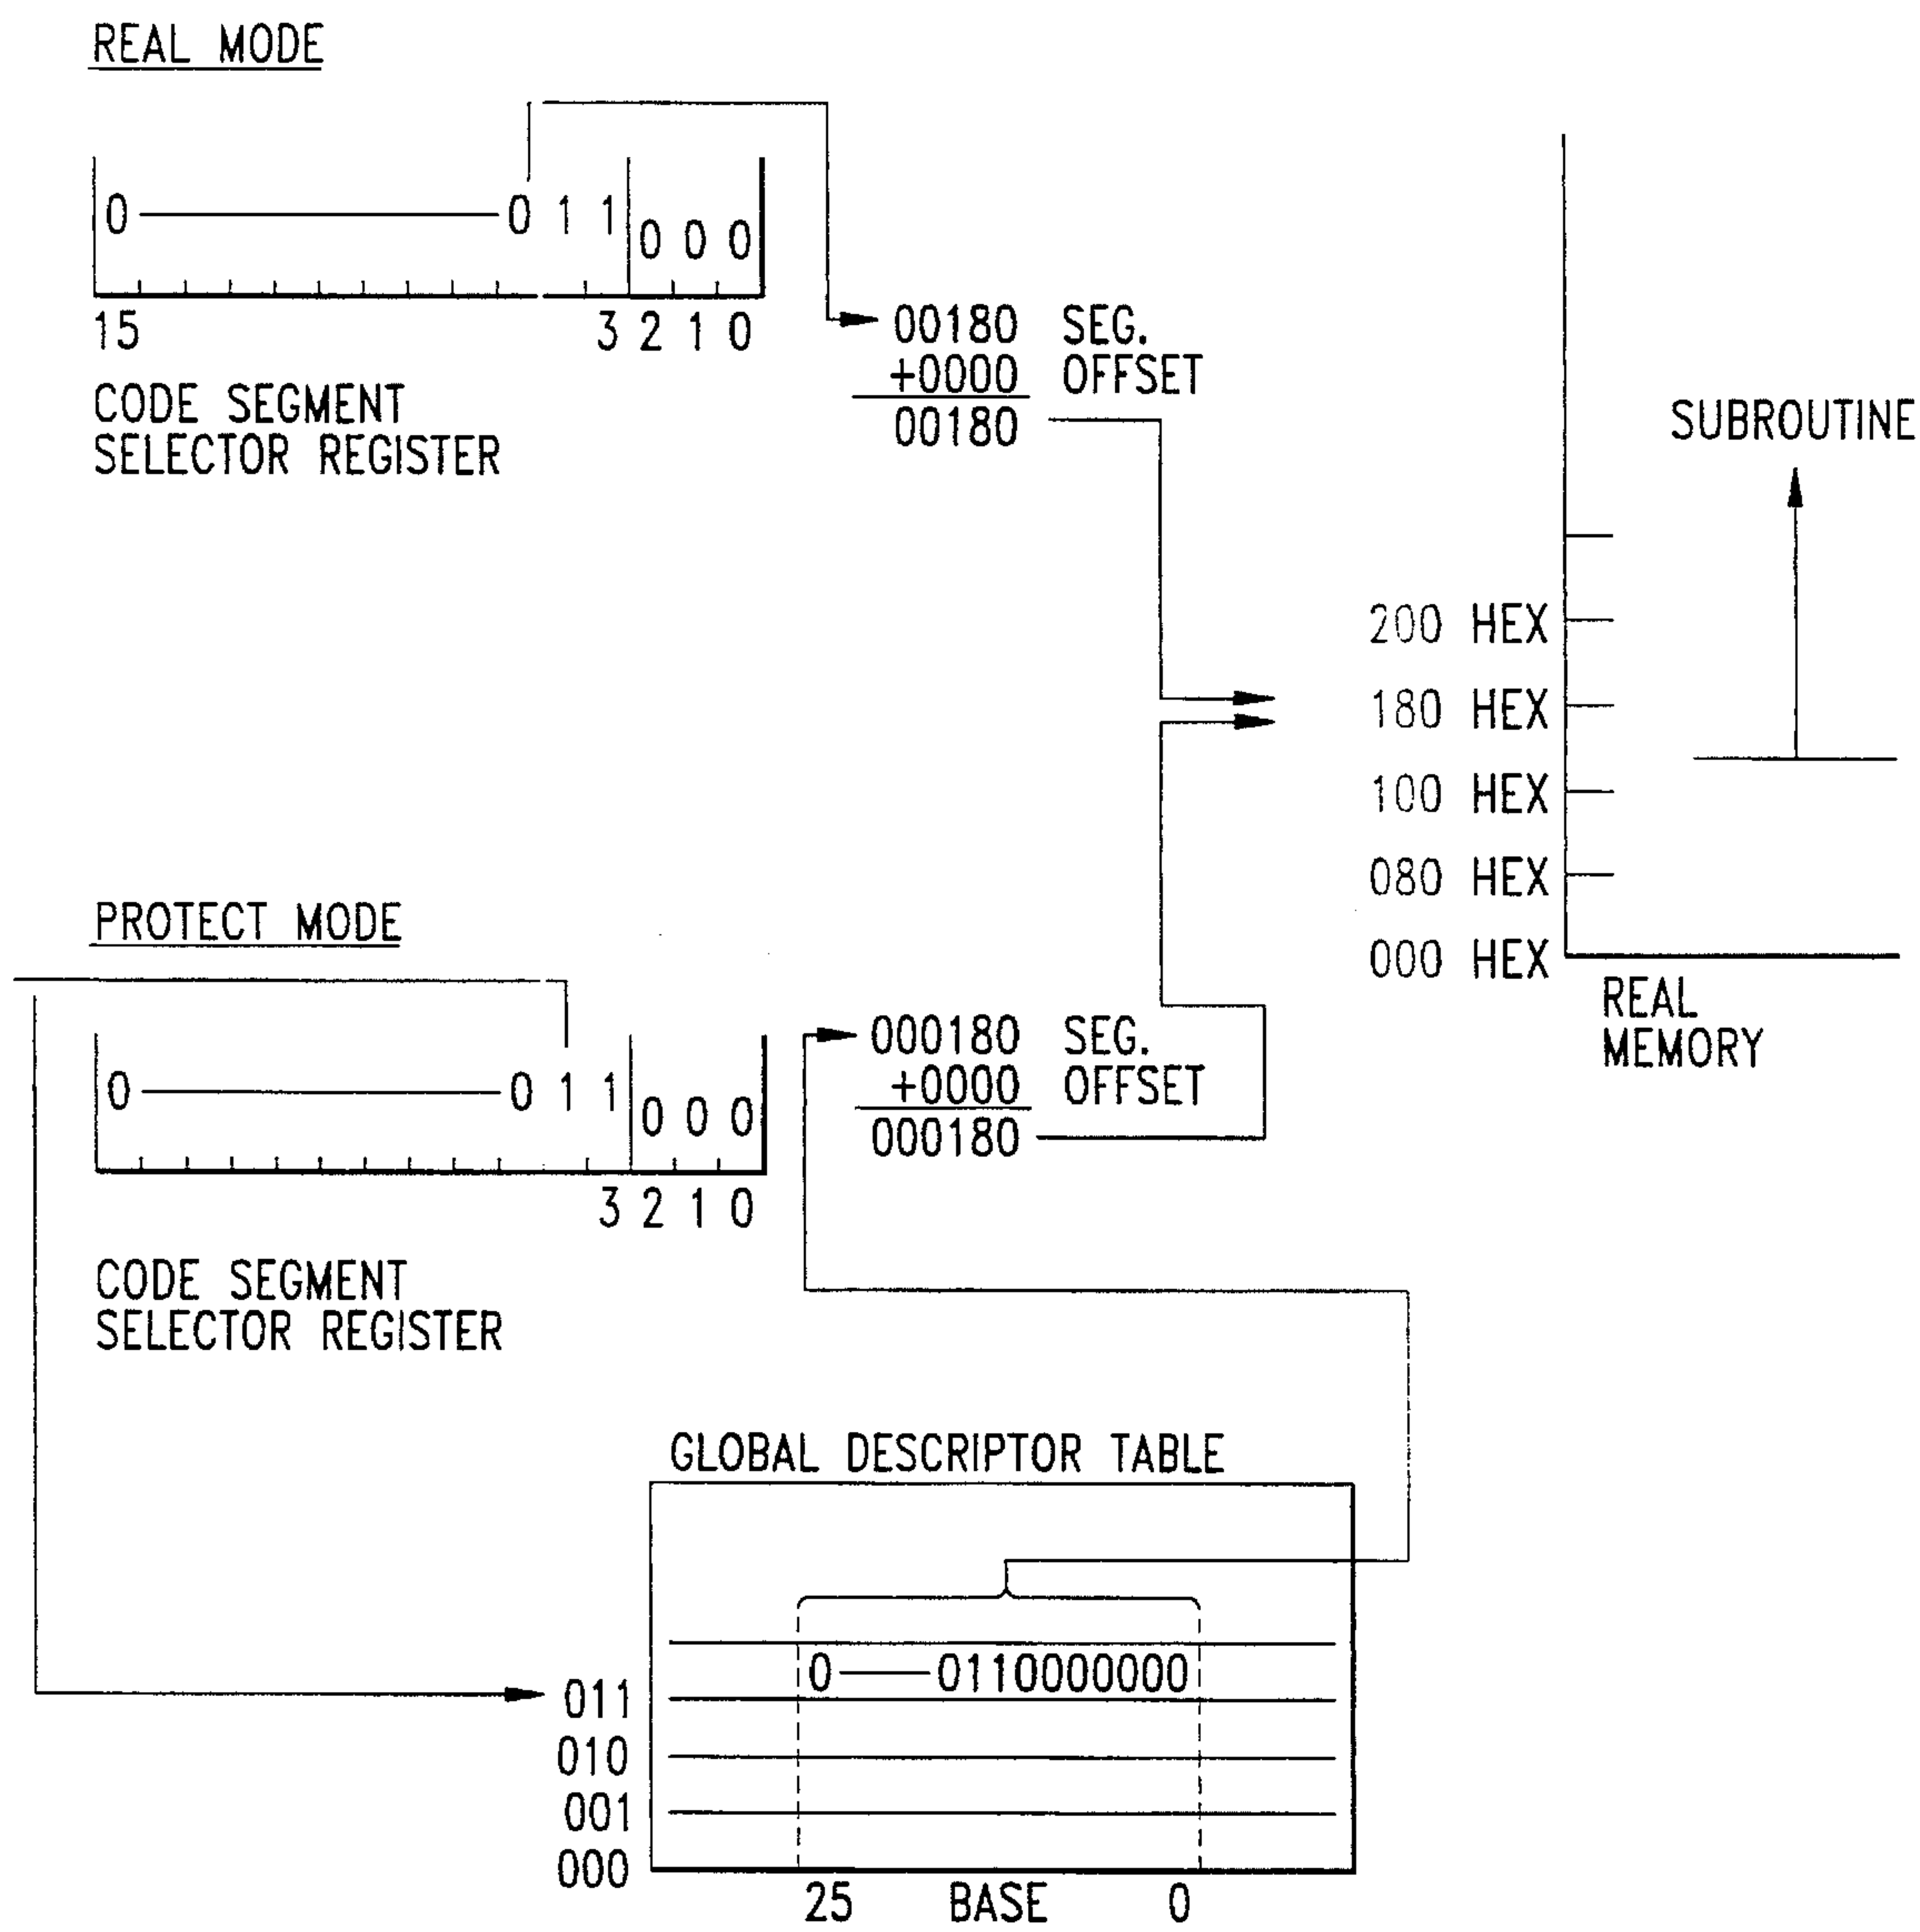 REAL MODE
0 0 1 1 0 0 0
15 3 2 1 0
CODE SEGMENT
SELECTOR REGISTER
00180 SEG.
+0000 OFFSET
00180
SUBROUTINE
200 HEX
180 HEX
100 HEX
080 HEX
000 HEX
REAL
MEMORY
PROTECT MODE
0 0 1 1 0 0 0
3 2 1 0
CODE SEGMENT
SELECTOR REGISTER
000180 SEG.
+0000 OFFSET
000180
GLOBAL DESCRIPTOR TABLE
0 0110000000
011
010
001
000
25 BASE 0